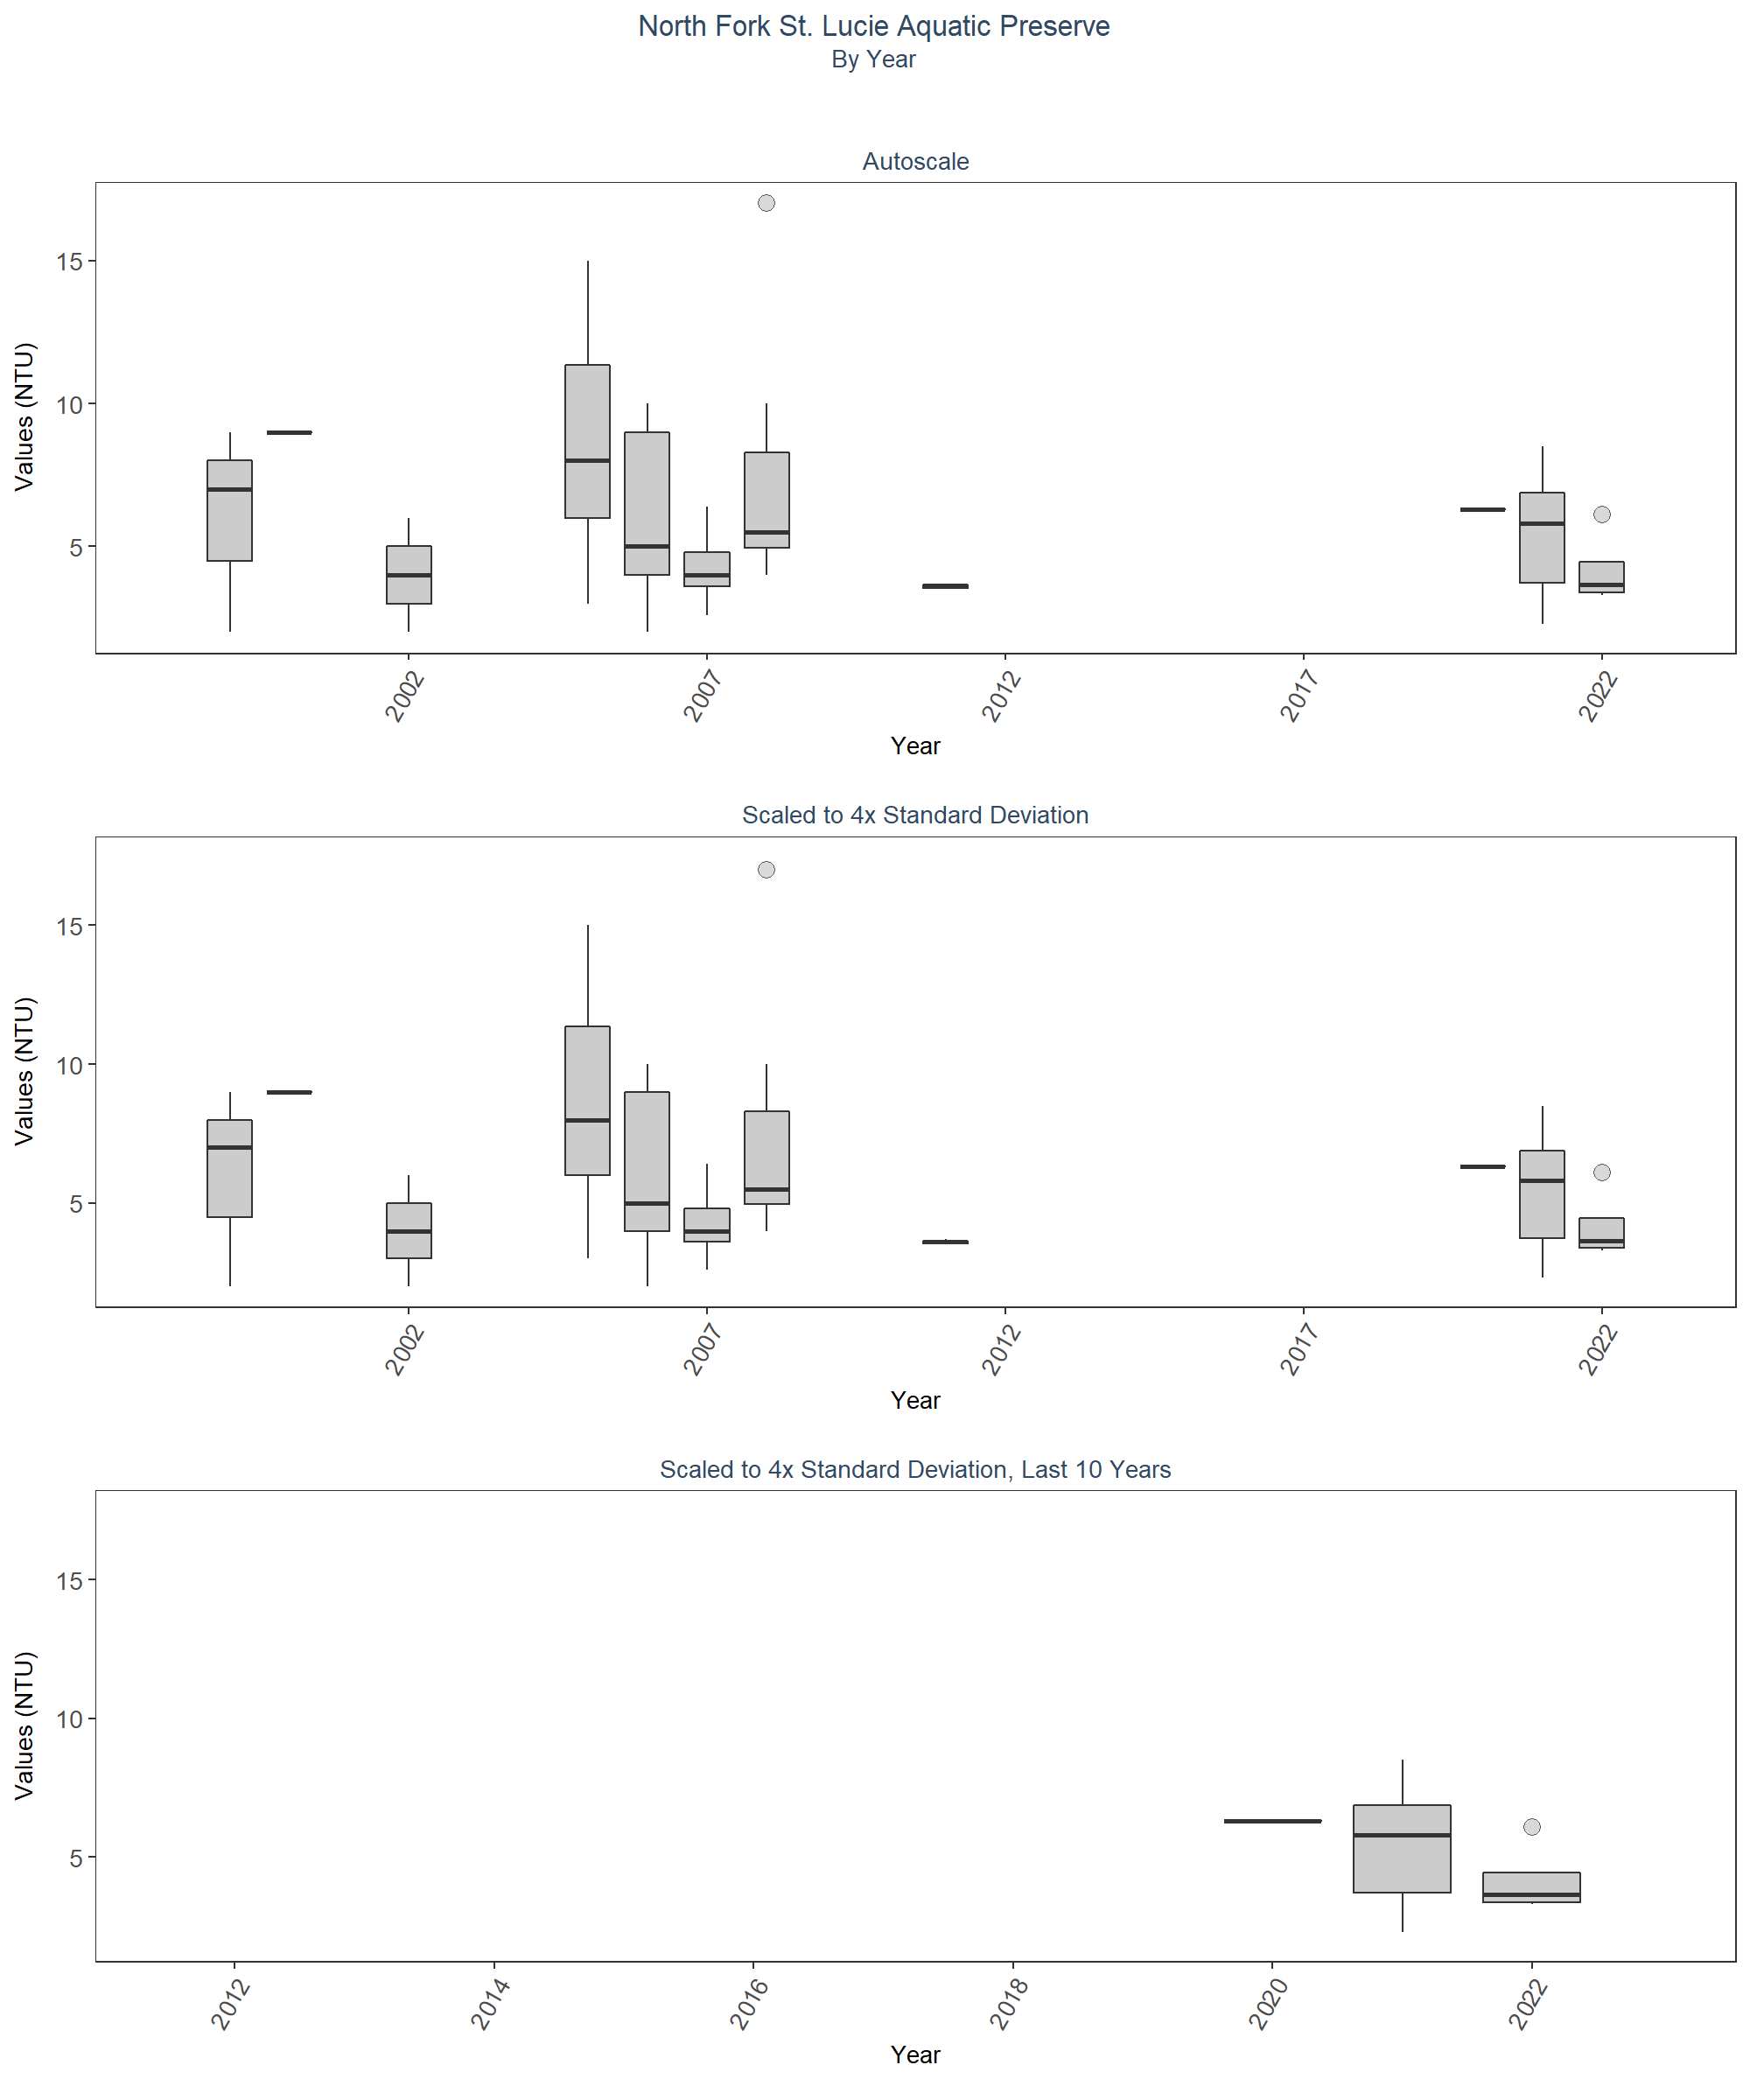 North Fork St. Lucie Aquatic Preserve
By Year
Autoscale
Values (NTU)
15
10
5
2002 2007 2012 2017 2022
Year
Scaled to 4x Standard Deviation
Values (NTU)
15
10
5
2002 2007 2012 2017 2022
Year
Scaled to 4x Standard Deviation, Last 10 Years
Values (NTU)
15
10
5
2012 2014 2016 2018 2020 2022
Year